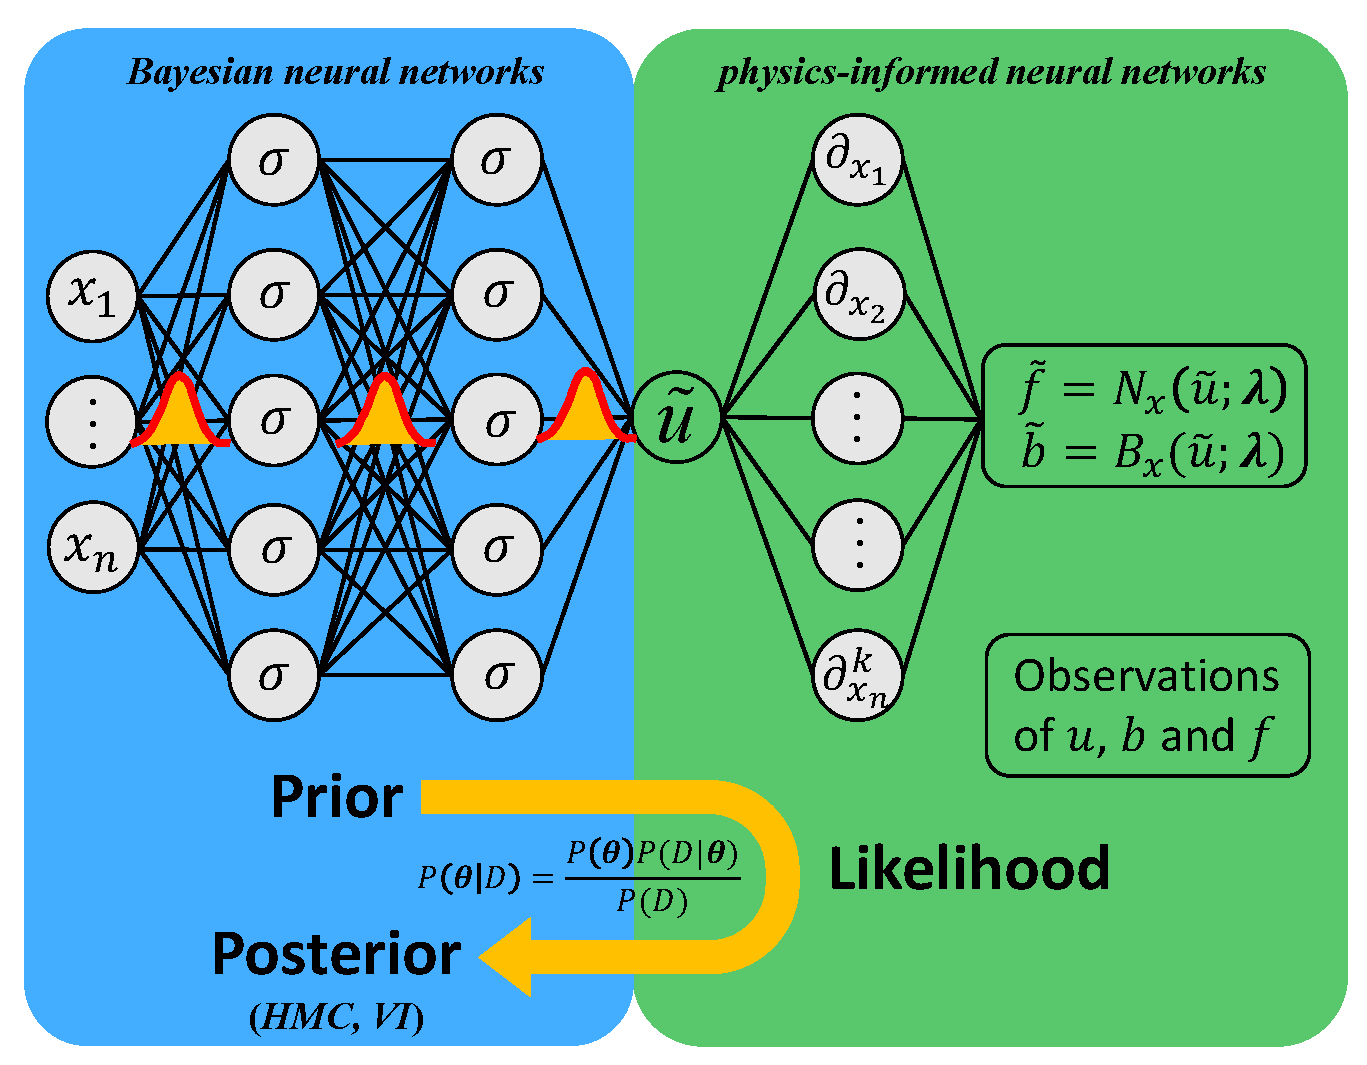 Bayesian neural networks
physics-informed neural networks
σ σ ∂x₁
x₁ σ σ ∂x₂
⋮ σ σ ũ ⋮
xₙ σ σ ⋮
σ σ ∂ᵏxₙ
f̃ = Nₓ(ũ; λ)
b̃ = Bₓ(ũ; λ)
Observations
of u, b and f
Prior
P(θ|D) = P(θ)P(D|θ) / P(D)
Likelihood
Posterior
(HMC, VI)